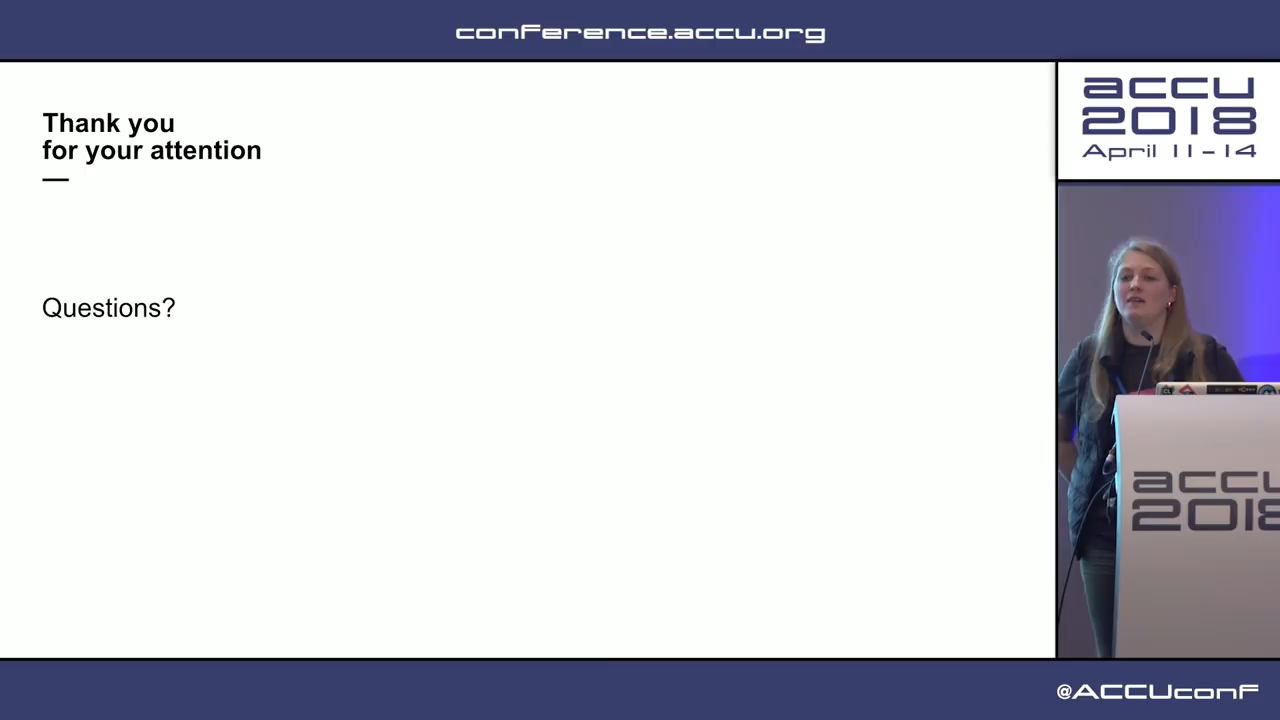 conference.accu.org
accu
2018
April 11-14
Thank you
for your attention
Questions?
accu
2018
@ACCUconf